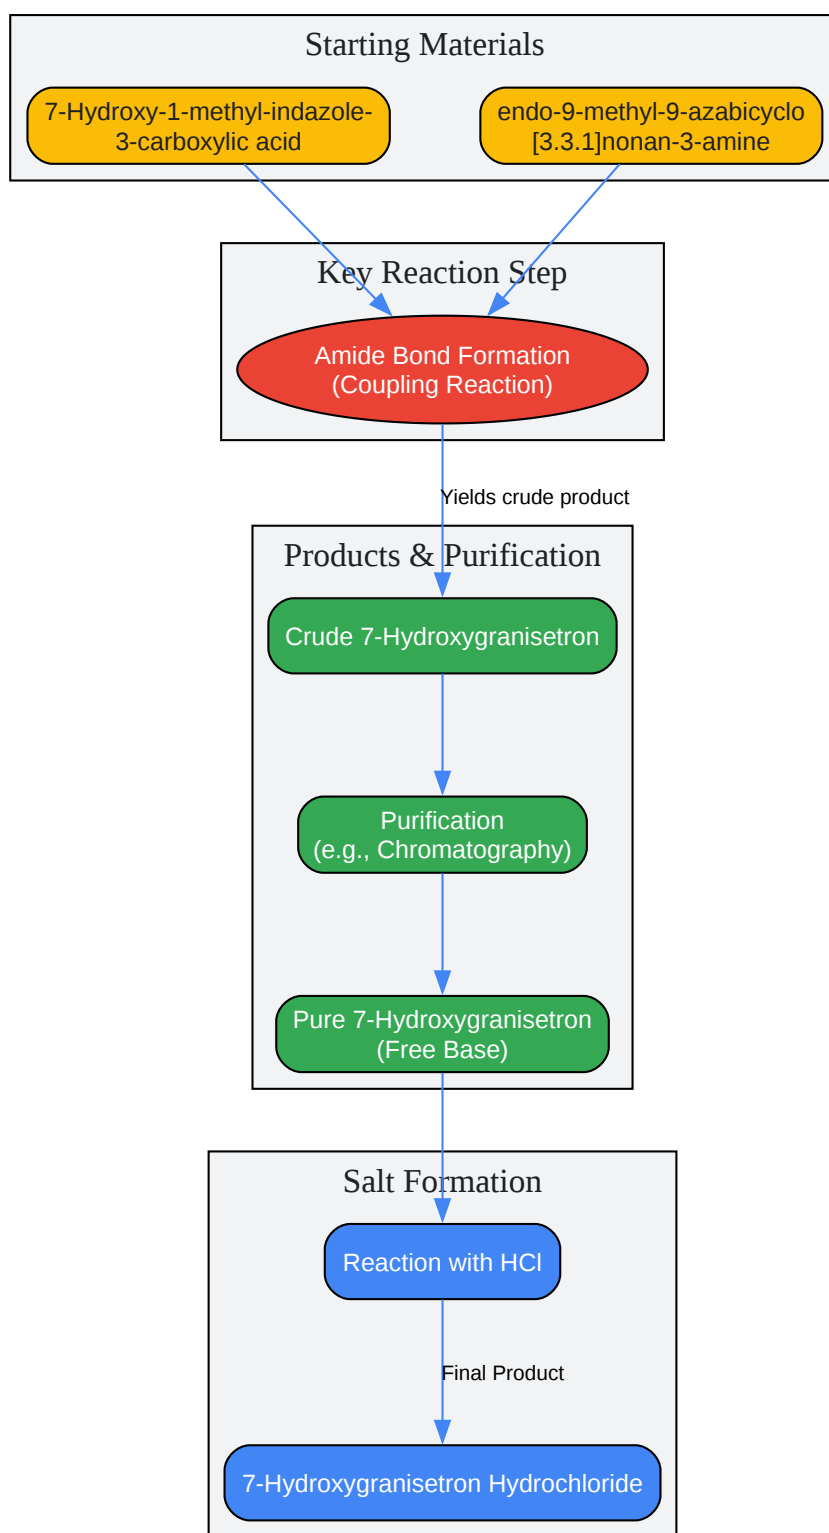 Starting Materials
7-Hydroxy-1-methyl-indazole-
3-carboxylic acid
endo-9-methyl-9-azabicyclo
[3.3.1]nonan-3-amine
Key Reaction Step
Amide Bond Formation
(Coupling Reaction)
Yields crude product
Products & Purification
Crude 7-Hydroxygranisetron
Purification
(e.g., Chromatography)
Pure 7-Hydroxygranisetron
(Free Base)
Salt Formation
Reaction with HCl
Final Product
7-Hydroxygranisetron Hydrochloride